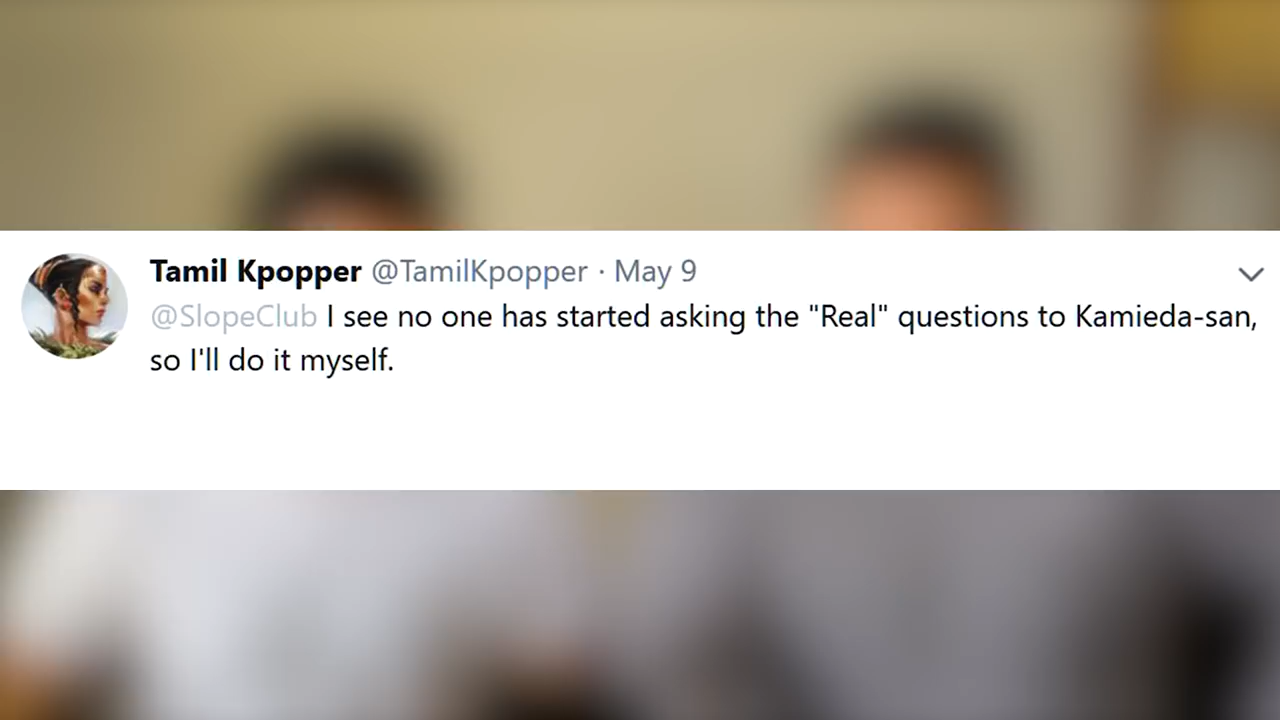 Tamil Kpopper @TamilKpopper · May 9
@SlopeClub I see no one has started asking the "Real" questions to Kamieda-san,
so I'll do it myself.